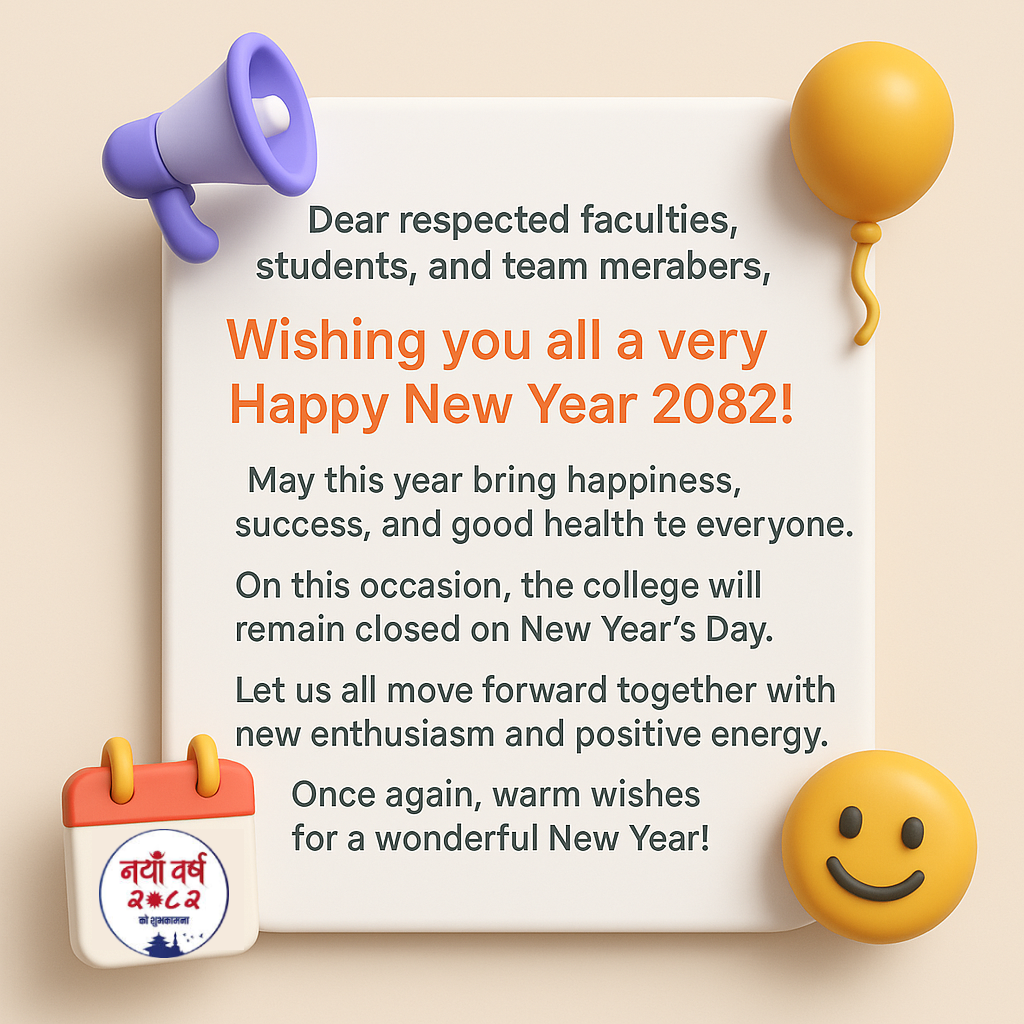 Dear respected faculties,
students, and team merabers,
Wishing you all a very
Happy New Year 2082!
May this year bring happiness,
success, and good health te everyone.
On this occasion, the college will
remain closed on New Year’s Day.
Let us all move forward together with
new enthusiasm and positive energy.
Once again, warm wishes
for a wonderful New Year!
नयाँ वर्ष
२०८२
को शुभकामना